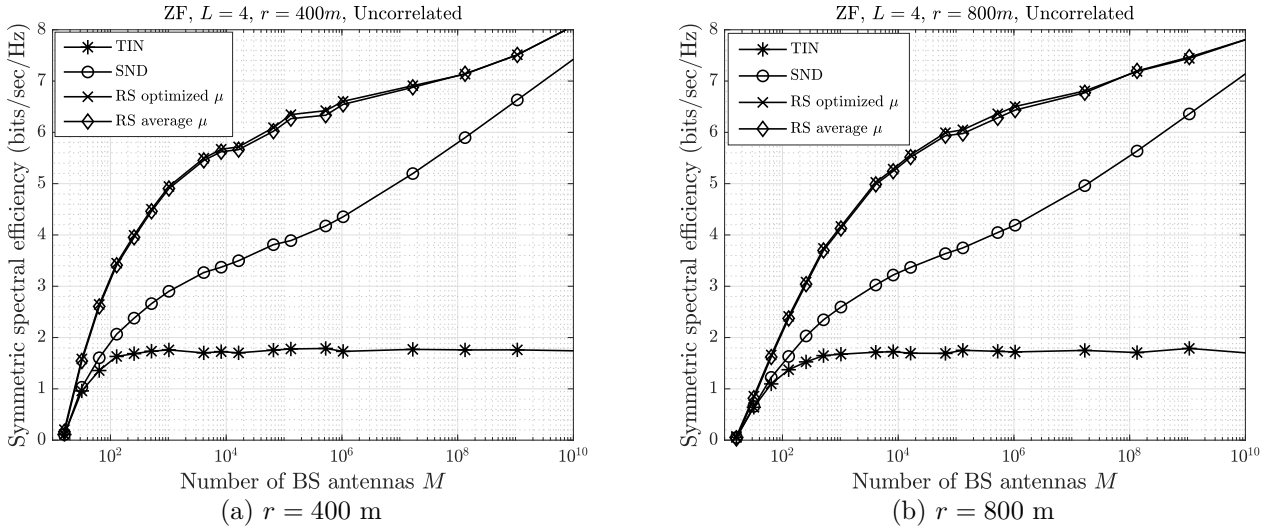 ZF, L = 4, r = 400m, Uncorrelated
Symmetric spectral efficiency (bits/sec/Hz)
8
7
6
5
4
3
2
1
0
TIN
SND
RS optimized μ
RS average μ
10^2 10^4 10^6 10^8 10^10
Number of BS antennas M
(a) r = 400 m
ZF, L = 4, r = 800m, Uncorrelated
Symmetric spectral efficiency (bits/sec/Hz)
8
7
6
5
4
3
2
1
0
TIN
SND
RS optimized μ
RS average μ
10^2 10^4 10^6 10^8 10^10
Number of BS antennas M
(b) r = 800 m